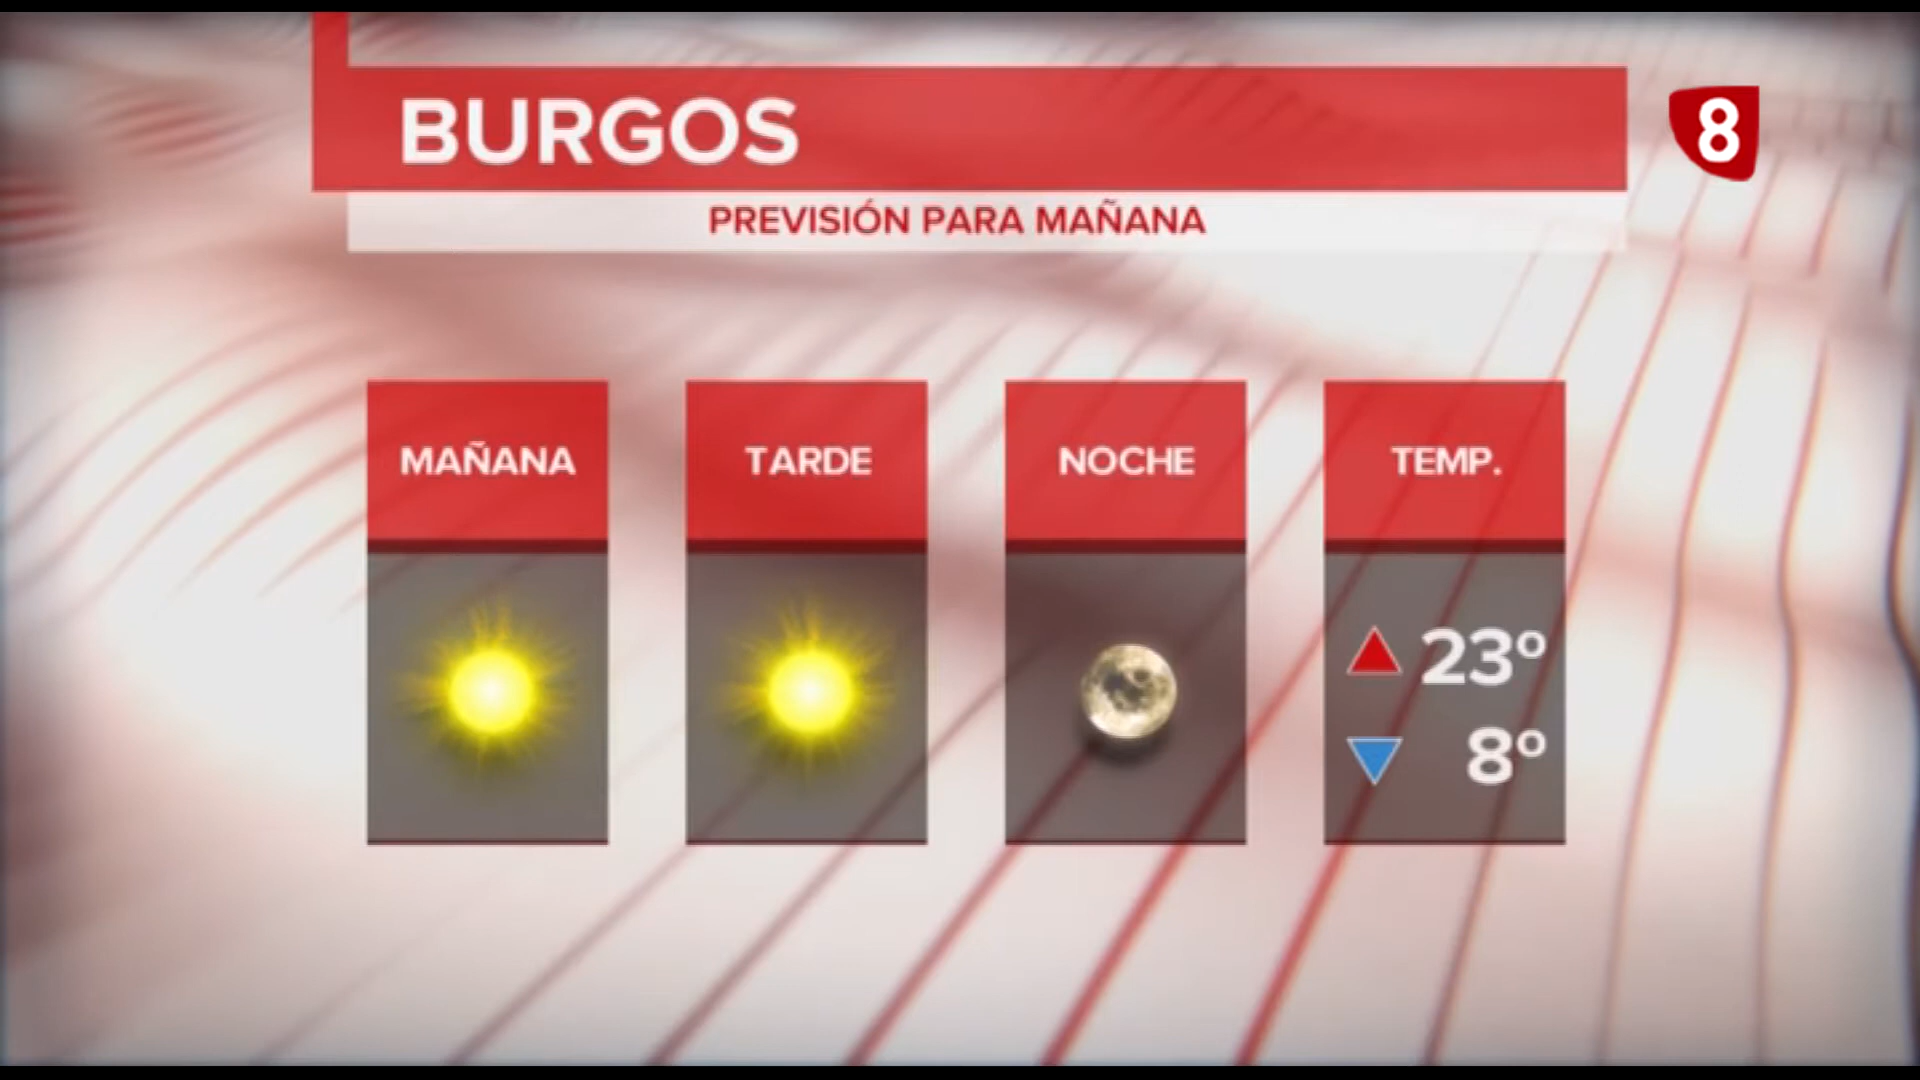 BURGOS
8
PREVISIÓN PARA MAÑANA
MAÑANA
TARDE
NOCHE
TEMP.
23º
8º